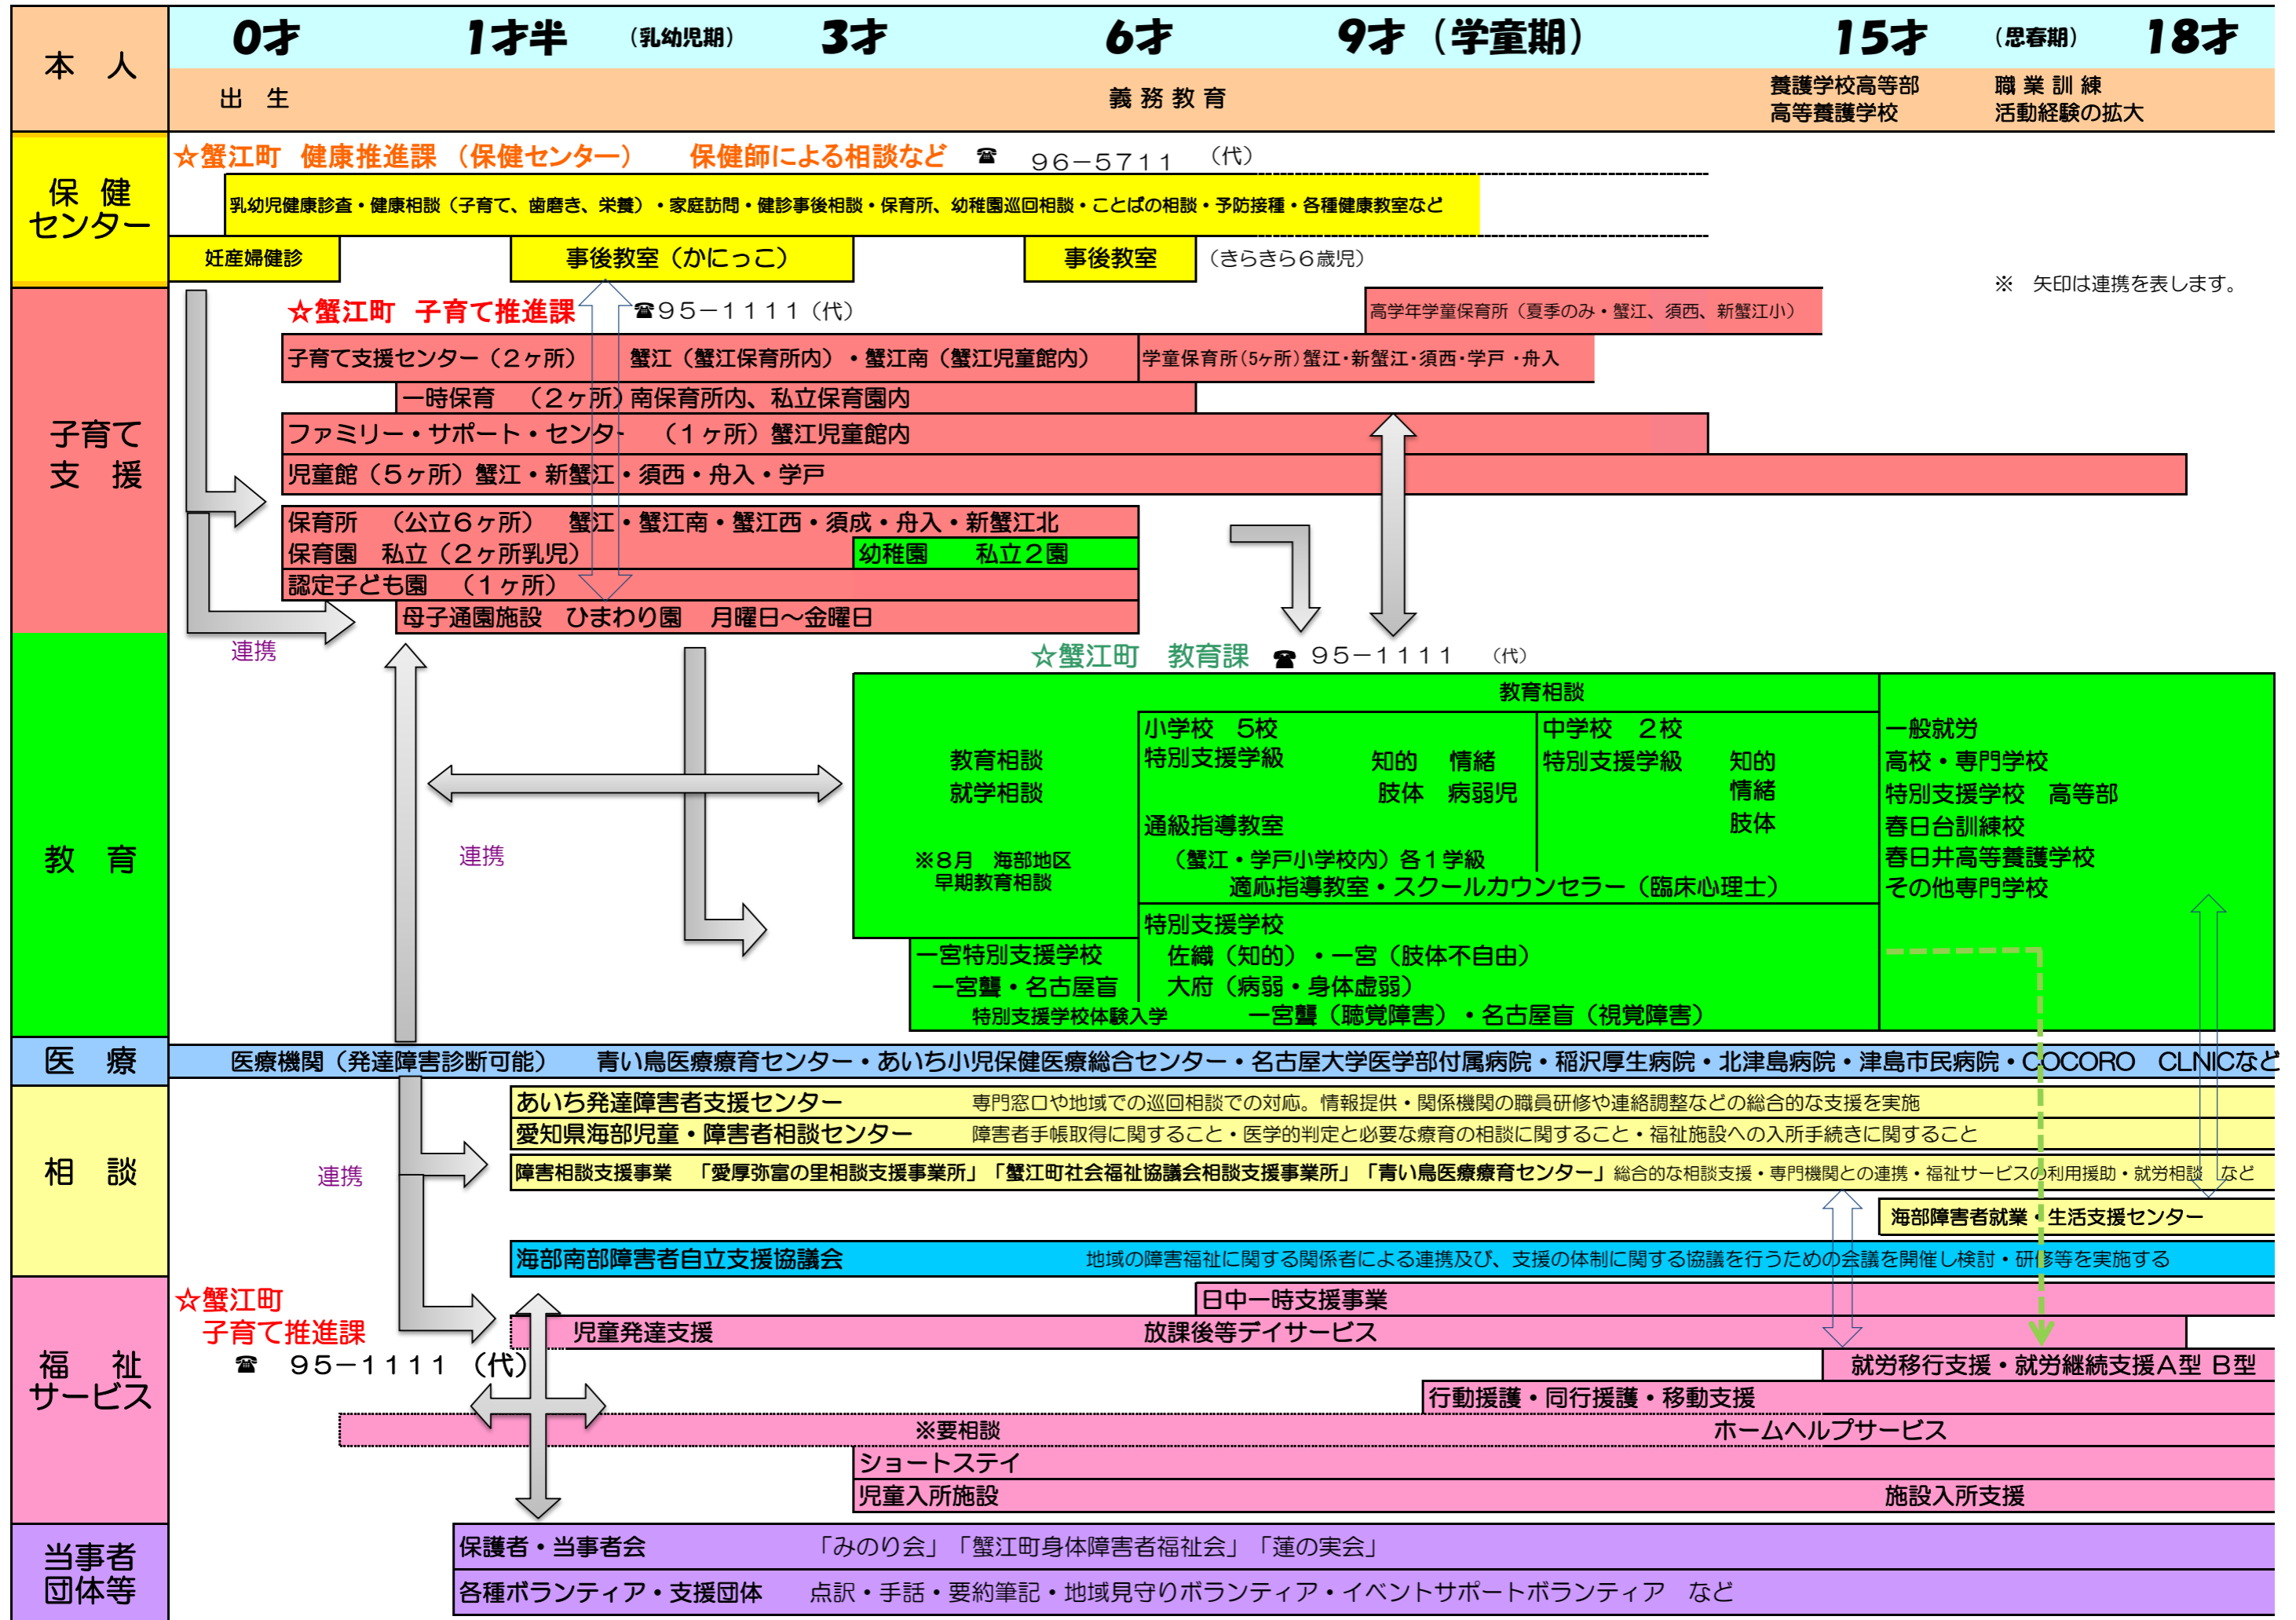 本 人
0才 1才半 (乳幼児期) 3才 6才 9才 (学童期) 15才 (思春期) 18才
出 生 義務教育 養護学校高等部 職業訓練
高等養護学校 活動経験の拡大
保 健
センター
☆蟹江町 健康推進課 (保健センター) 保健師による相談など ☎ 96-5711 (代)
乳幼児健康診査・健康相談(子育て、歯磨き、栄養)・家庭訪問・健診事後相談・保育所、幼稚園巡回相談・ことばの相談・予防接種・各種健康教室など
妊産婦健診 事後教室(かにっこ) 事後教室 (きらきら6歳児)
※ 矢印は連携を表します。
子育て
支 援
☆蟹江町 子育て推進課 ☎95-1111(代)
高学年学童保育所(夏季のみ・蟹江、須西、新蟹江小)
子育て支援センター(2ヶ所) 蟹江(蟹江保育所内)・蟹江南(蟹江児童館内)
学童保育所(5ヶ所)蟹江・新蟹江・須西・学戸・舟入
一時保育 (2ヶ所)南保育所内、私立保育園内
ファミリー・サポート・センター (1ヶ所)蟹江児童館内
児童館(5ヶ所)蟹江・新蟹江・須西・舟入・学戸
保育所 (公立6ヶ所) 蟹江・蟹江南・蟹江西・須成・舟入・新蟹江北
保育園 私立(2ヶ所乳児)
幼稚園 私立2園
認定子ども園 (1ヶ所)
母子通園施設 ひまわり園 月曜日~金曜日
連携
教 育
☆蟹江町 教育課 ☎ 95-1111 (代)
教育相談
教育相談
就学相談
※8月 海部地区
早期教育相談
小学校 5校
特別支援学級 知的 情緒
肢体 病弱児
通級指導教室
(蟹江・学戸小学校内)各1学級
中学校 2校
特別支援学級 知的
情緒
肢体
適応指導教室・スクールカウンセラー(臨床心理士)
一般就労
高校・専門学校
特別支援学校 高等部
春日台訓練校
春日井高等養護学校
その他専門学校
連携
特別支援学校
佐織(知的)・一宮(肢体不自由)
大府(病弱・身体虚弱)
一宮聾(聴覚障害)・名古屋盲(視覚障害)
一宮特別支援学校
一宮聾・名古屋盲
特別支援学校体験入学
医 療
医療機関(発達障害診断可能) 青い鳥医療療育センター・あいち小児保健医療総合センター・名古屋大学医学部付属病院・稲沢厚生病院・北津島病院・津島市民病院・COCORO CLNICなど
相 談
あいち発達障害者支援センター 専門窓口や地域での巡回相談での対応。情報提供・関係機関の職員研修や連絡調整などの総合的な支援を実施
愛知県海部児童・障害者相談センター 障害者手帳取得に関すること・医学的判定と必要な療育の相談に関すること・福祉施設への入所手続きに関すること
障害相談支援事業 「愛厚弥富の里相談支援事業所」「蟹江町社会福祉協議会相談支援事業所」「青い鳥医療療育センター」総合的な相談支援・専門機関との連携・福祉サービスの利用援助・就労相談 など
連携
海部障害者就業・生活支援センター
海部南部障害者自立支援協議会 地域の障害福祉に関する関係者による連携及び、支援の体制に関する協議を行うための会議を開催し検討・研修等を実施する
福 祉
サービス
☆蟹江町
子育て推進課
☎ 95-1111 (代)
日中一時支援事業
児童発達支援 放課後等デイサービス
就労移行支援・就労継続支援A型 B型
行動援護・同行援護・移動支援
※要相談 ホームヘルプサービス
ショートステイ
児童入所施設 施設入所支援
当事者
団体等
保護者・当事者会 「みのり会」「蟹江町身体障害者福祉会」「蓮の実会」
各種ボランティア・支援団体 点訳・手話・要約筆記・地域見守りボランティア・イベントサポートボランティア など